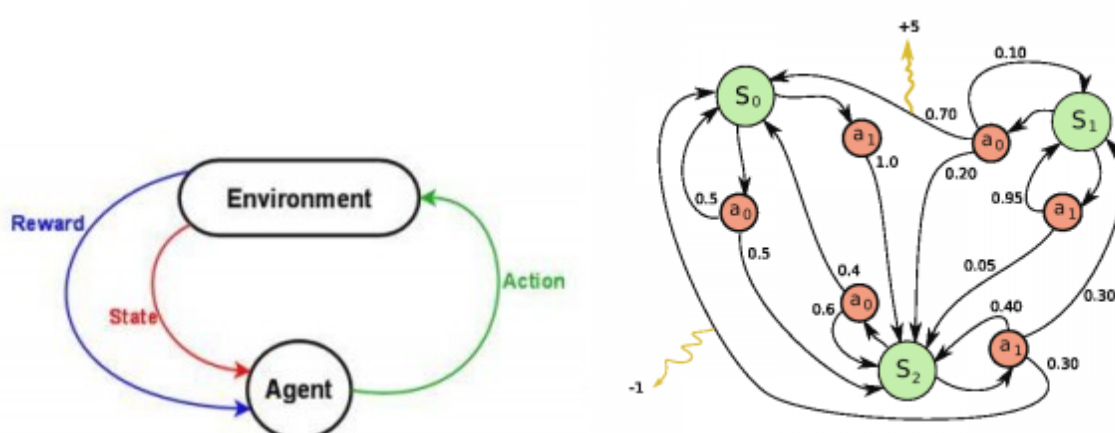 Environment
Reward
State
Action
Agent
+5
0.10
S0
S1
0.70
a0
a1
1.0
0.20
0.5
a0
0.95
a1
0.5
0.05
0.4
a0
0.6
0.40
0.30
a1
S2
0.30
-1